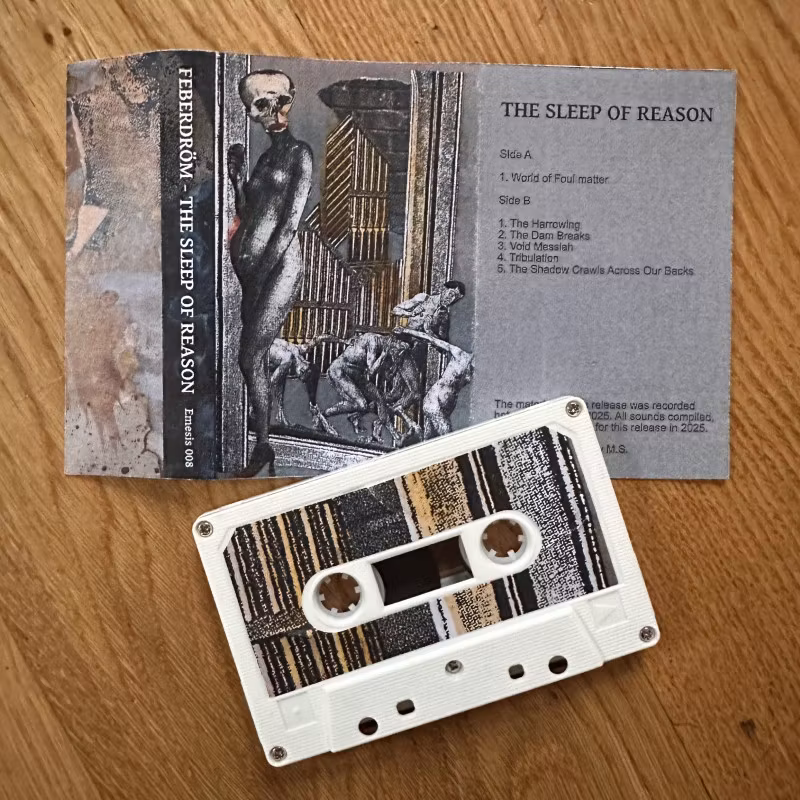 FEBERDRÖM - THE SLEEP OF REASON Emesis 008
THE SLEEP OF REASON
Side A
1. World of Foul matter
Side B
1. The Harrowing
2. The Dam Breaks
3. Void Messiah
4. Tribulation
5. The Shadow Crawls Across Our Backs
The release was recorded
2025. All sounds compiled,
for this release in 2025.
M.S.